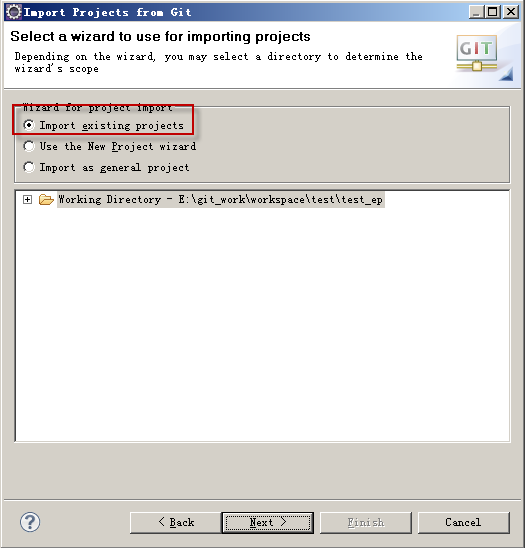 Import Projects from Git
Select a wizard to use for importing projects
Depending on the wizard, you may select a directory to determine the
wizard's scope
GIT
Wizard for project import
Import existing projects
Use the New Project wizard
Import as general project
Working Directory - E:\git_work\workspace\test\test_ep
?
< Back
Next >
Finish
Cancel